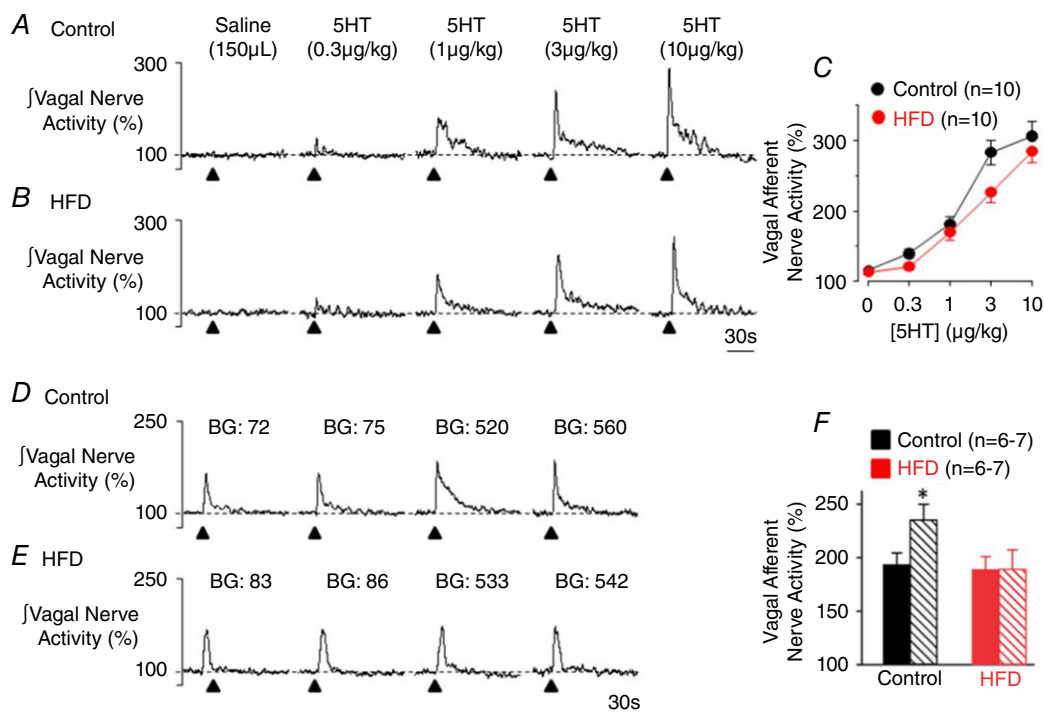 A Control
Saline 5HT 5HT 5HT 5HT
(150µL) (0.3µg/kg) (1µg/kg) (3µg/kg) (10µg/kg)
300
∫Vagal Nerve
Activity (%)
100
B HFD
300
∫Vagal Nerve
Activity (%)
100
30s
C
Control (n=10)
HFD (n=10)
Vagal Afferent
Nerve Activity (%)
300
200
100
0 0.3 1 3 10
[5HT] (µg/kg)
D Control
250
BG: 72 BG: 75 BG: 520 BG: 560
∫Vagal Nerve
Activity (%)
100
E HFD
250
BG: 83 BG: 86 BG: 533 BG: 542
∫Vagal Nerve
Activity (%)
100
30s
F
Control (n=6-7)
HFD (n=6-7)
Vagal Afferent
Nerve Activity (%)
250
200
150
100
*
Control HFD